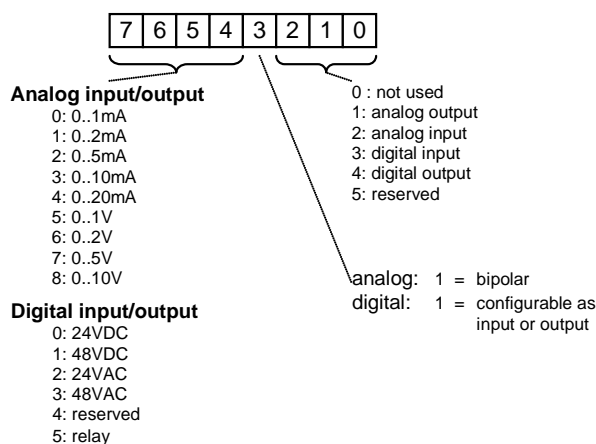 7 6 5 4 3 2 1 0
Analog input/output
0: 0..1mA
1: 0..2mA
2: 0..5mA
3: 0..10mA
4: 0..20mA
5: 0..1V
6: 0..2V
7: 0..5V
8: 0..10V
Digital input/output
0: 24VDC
1: 48VDC
2: 24VAC
3: 48VAC
4: reserved
5: relay
0 : not used
1: analog output
2: analog input
3: digital input
4: digital output
5: reserved
analog: 1 = bipolar
digital: 1 = configurable as
input or output